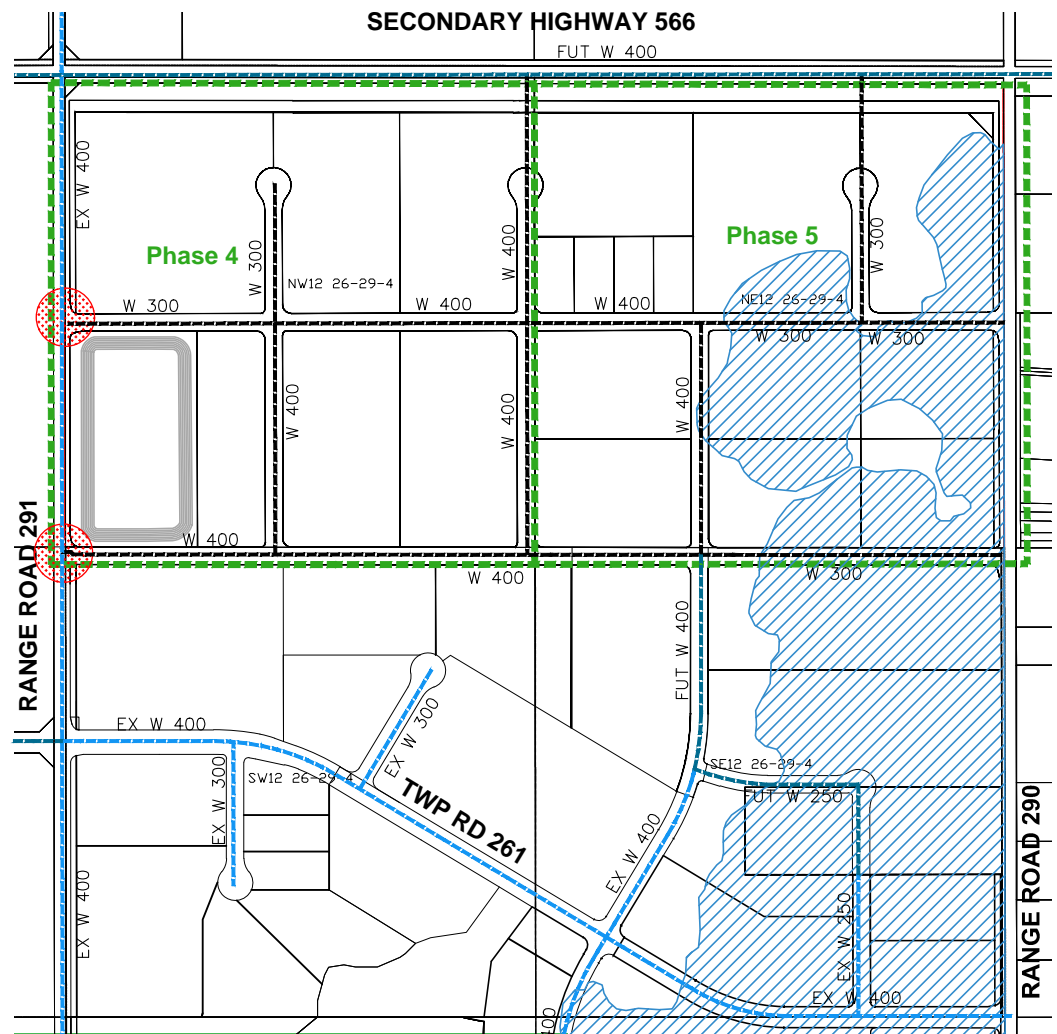 SECONDARY HIGHWAY 566
FUT W 400
EX W 400
Phase 4
W 300
NW12 26-29-4
W 400
Phase 5
W 300
W 300
W 400
W 400
NE12 26-29-4
W 300
W 300
W 400
W 400
W 400
W 400
W 400
W 300
RANGE ROAD 291
FUT W 400
EX W 400
EX W 300
EX W 300
SW12 26-29-4
TWP RD 261
SE12 26-29-4
FUT W 250
EX W 400
EX W 400
EX W 250
EX W 400
RANGE ROAD 290
400